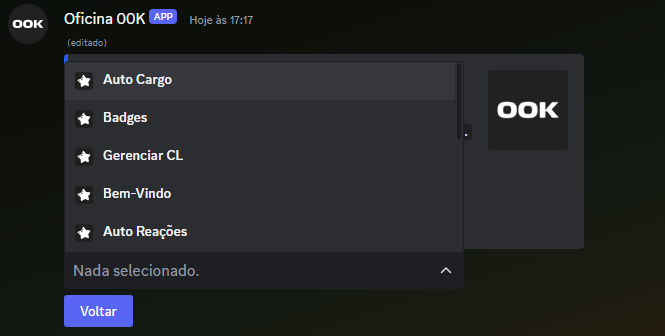 OOK
Oficina 00K APP Hoje às 17:17
(editado)
Auto Cargo
OOK
Badges
.
Gerenciar CL
Bem-Vindo
Auto Reações
Nada selecionado.
Voltar